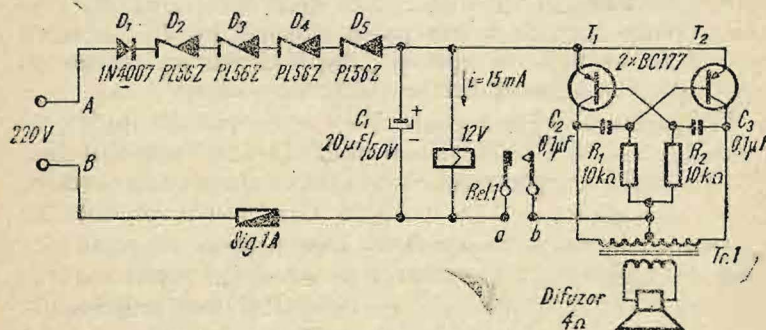 D₁ D₂ D₃ D₄ D₅
1N4007 PL56Z PL56Z PL56Z PL56Z
T₁ T₂
2×BC177
A
220V
B
C₁
20μF/50V
+
−
i=15mA
12V
Rel.1
a b
C₂
0,1μF
R₁
10kΩ
R₂
10kΩ
C₃
0,1μF
Sig.1A
Tr.1
Difuzor
4Ω